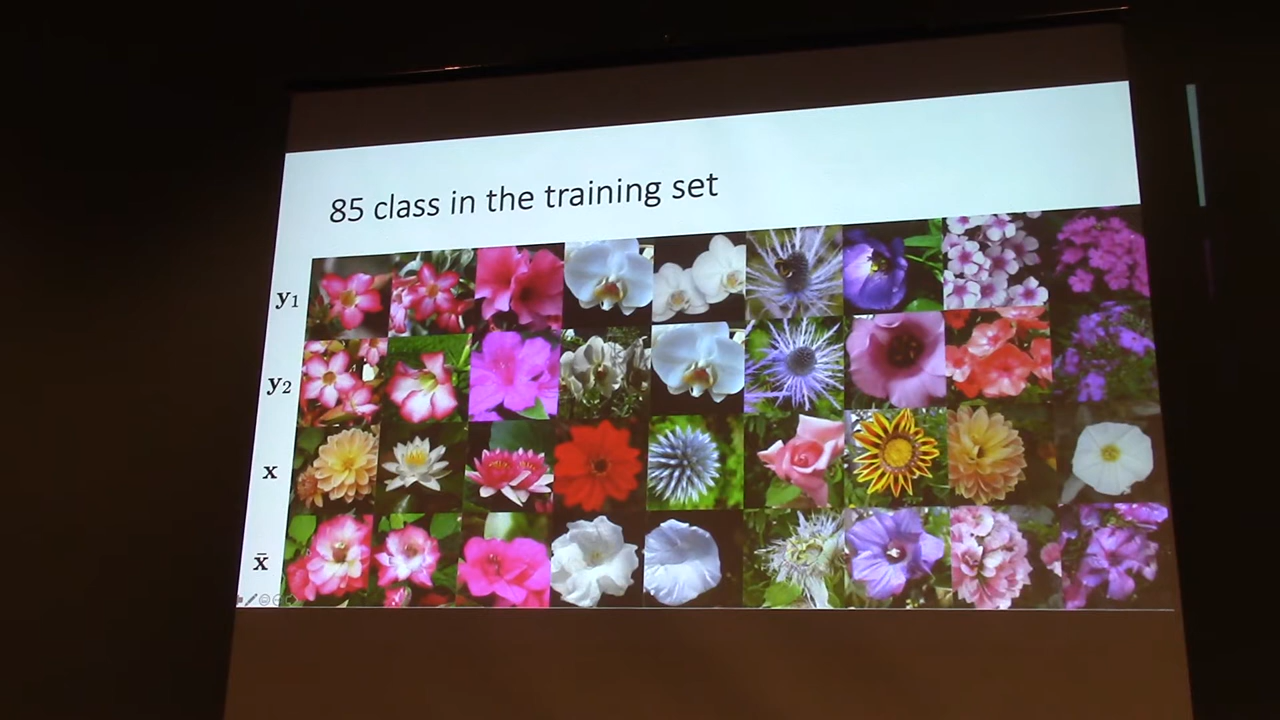 85 class in the training set
y₁
y₂
x
x̄